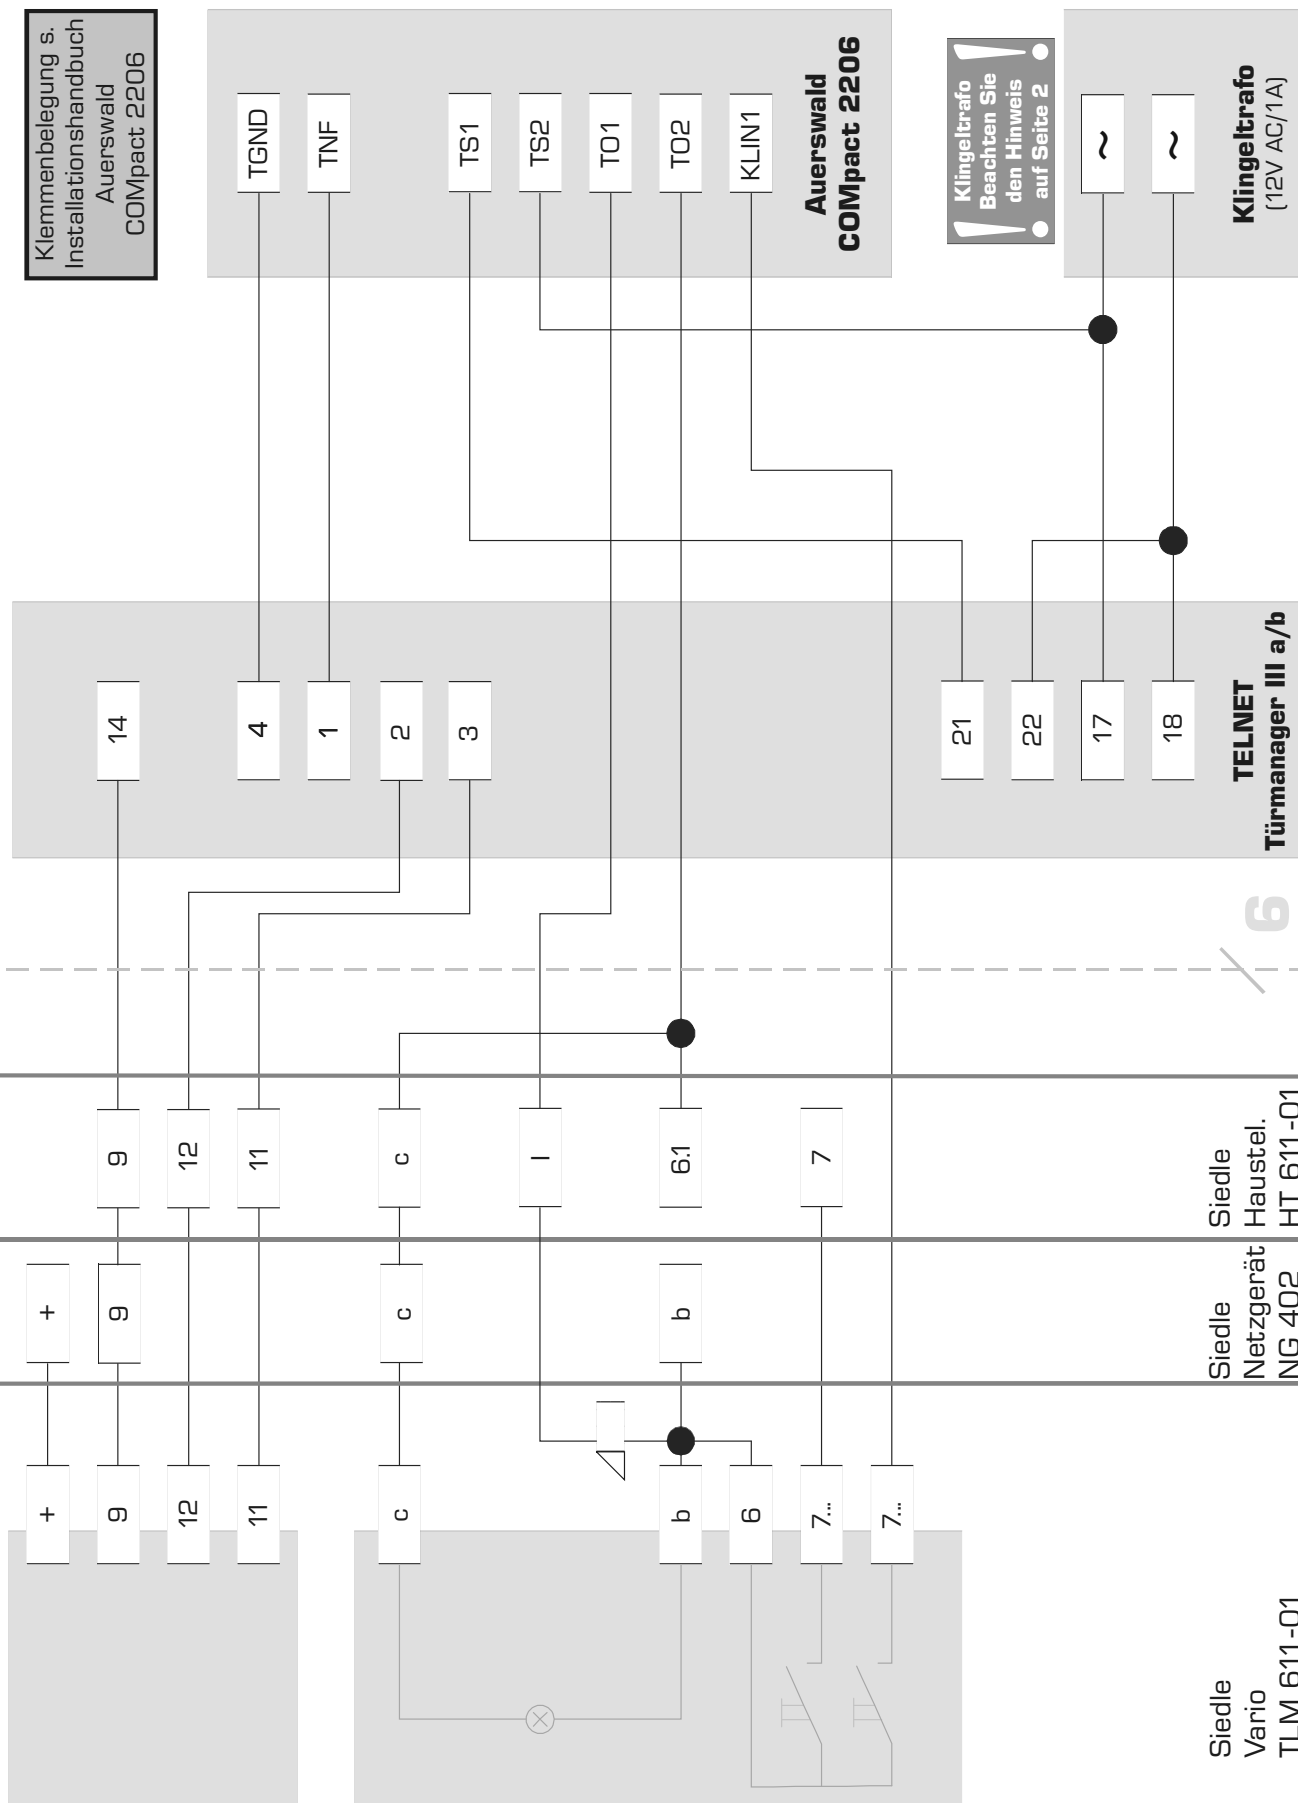 +
9
12
11
c
b
6
7...
7...
Siedle
Vario
TLM 611-01
+
9
c
b
Siedle
Netzgerät
NG 402
9
12
11
c
I
6.1
7
Siedle
Haustel.
HT 611-01
6
14
4
1
2
3
21
22
17
18
TELNET
Türmanager III a/b
Klemmenbelegung s.
Installationshandbuch
Auerswald
COMpact 2206
TGND
TNF
TS1
TS2
TO1
TO2
KLIN1
Auerswald
COMpact 2206
Klingeltrafo
Beachten Sie
den Hinweis
auf Seite 2
~
~
Klingeltrafo
(12V AC/1A)